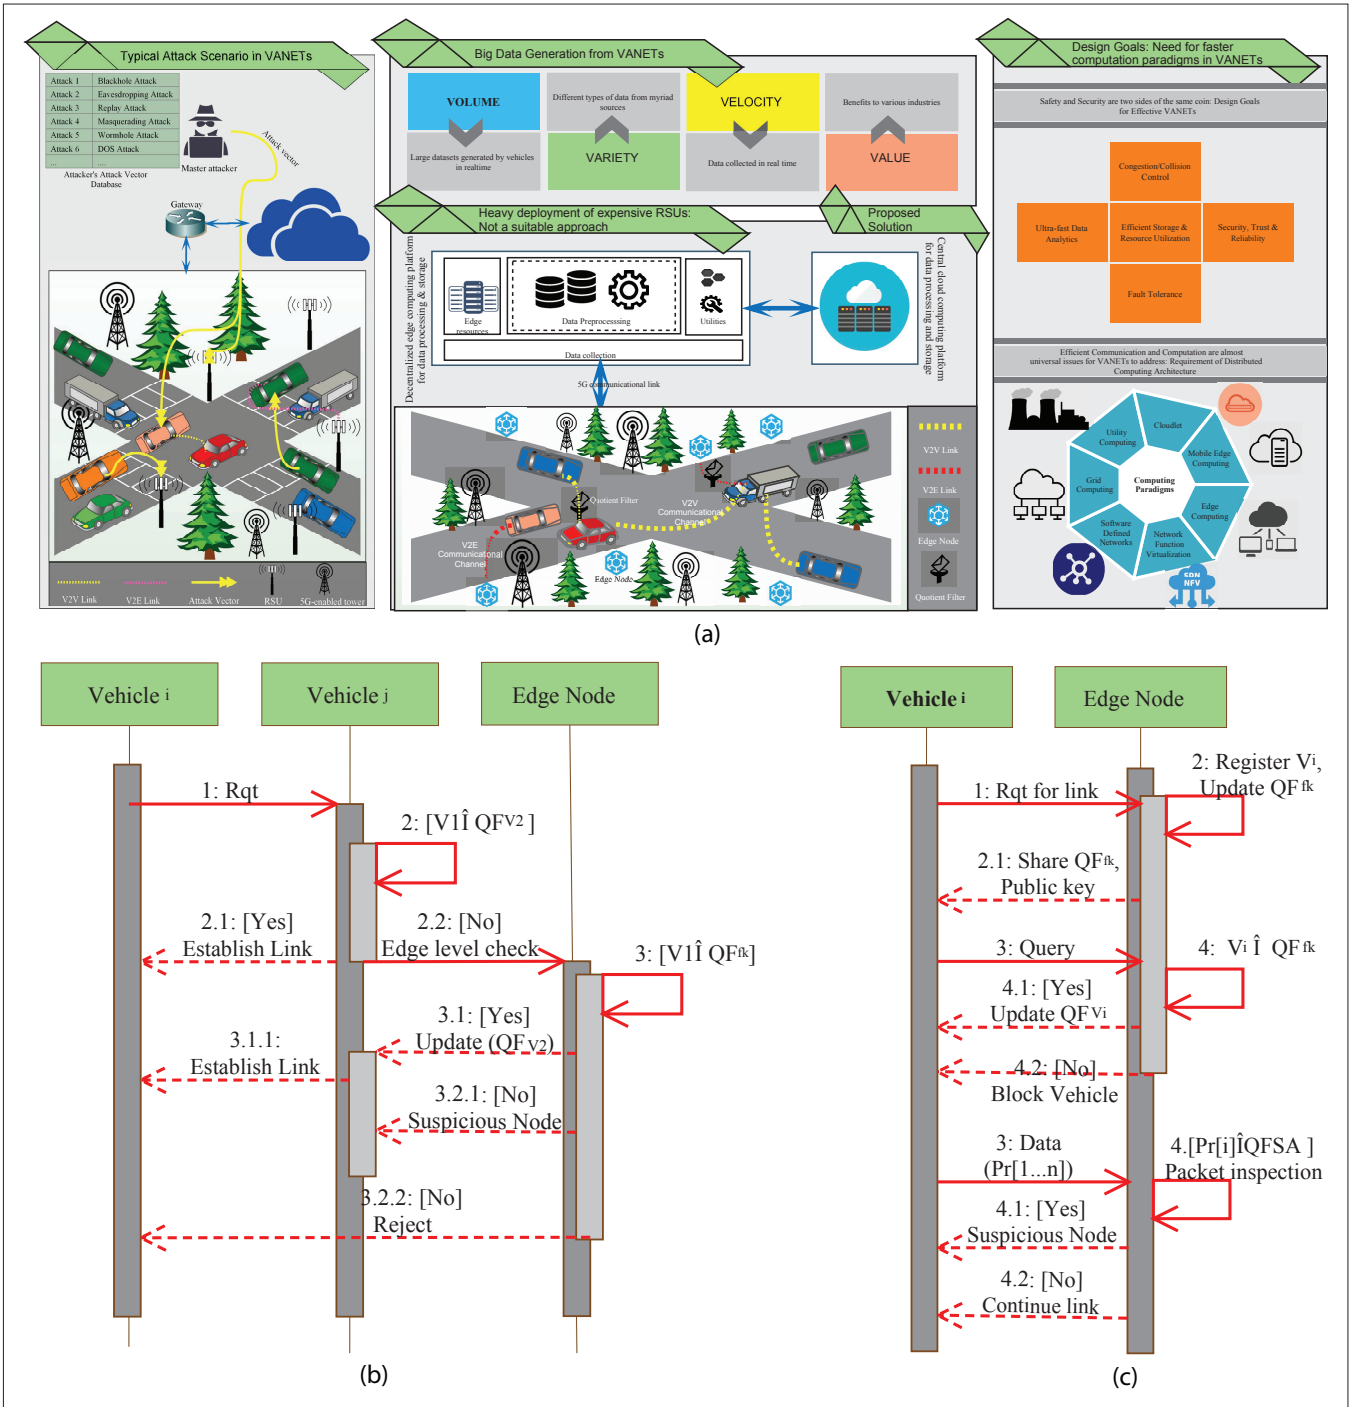 Typical Attack Scenario in VANETs
Attack 1 Blackhole Attack
Attack 2 Eavesdropping Attack
Attack 3 Replay Attack
Attack 4 Masquerading Attack
Attack 5 Wormhole Attack
Attack 6 DOS Attack
... ....
Attacker's Attack Vector
Database
Master attacker
Attack vector
Gateway
V2V Link
V2E Link
Attack Vector
RSU
5G-enabled tower
Big Data Generation from VANETs
VOLUME
Large datasets generated by vehicles
in realtime
Different types of data from myriad
sources
VARIETY
VELOCITY
Data collected in real time
Benefits to various industries
VALUE
Heavy deployment of expensive RSUs:
Not a suitable approach
Proposed
Solution
Decentralized edge computing platform
for data processing & storage
Edge
resources
Data Preprocesssing
Utilities
Data collection
Central cloud computing platform
for data processing and storage
5G communicational link
Quotient Filter
V2V
Communicational
Channel
V2E
Communicational
Channel
Edge Node
V2V Link
V2E Link
Edge Node
Quotient Filter
Design Goals: Need for faster
computation paradigms in VANETs
Safety and Security are two sides of the same coin: Design Goals
for Effective VANETs
Congestion/Collision
Control
Ultra-fast Data
Analytics
Efficient Storage &
Resource Utilization
Security, Trust &
Reliability
Fault Tolerance
Efficient Communication and Computation are almost
universal issues for VANETs to address: Requirement of Distributed
Computing Architecture
Utility
Computing
Cloudlet
Mobile Edge
Computing
Grid
Computing
Computing
Paradigms
Edge
Computing
Software
Defined
Networks
Network
Function
Virtualization
SDN
NFV
(a)
Vehicle i
Vehicle j
Edge Node
1: Rqt
2: [V1Î QFV2 ]
2.1: [Yes]
Establish Link
2.2: [No]
Edge level check
3: [V1Î QFfk]
3.1: [Yes]
Update (QFV2)
3.1.1:
Establish Link
3.2.1: [No]
Suspicious Node
3.2.2: [No]
Reject
(b)
Vehicle i
Edge Node
1: Rqt for link
2: Register Vi,
Update QFfk
2.1: Share QFfk,
Public key
3: Query
4: Vi Î QFfk
4.1: [Yes]
Update QFVi
4.2: [No]
Block Vehicle
3: Data
(Pr[1...n])
4.[Pr[i]ÎQFSA ]
Packet inspection
4.1: [Yes]
Suspicious Node
4.2: [No]
Continue link
(c)